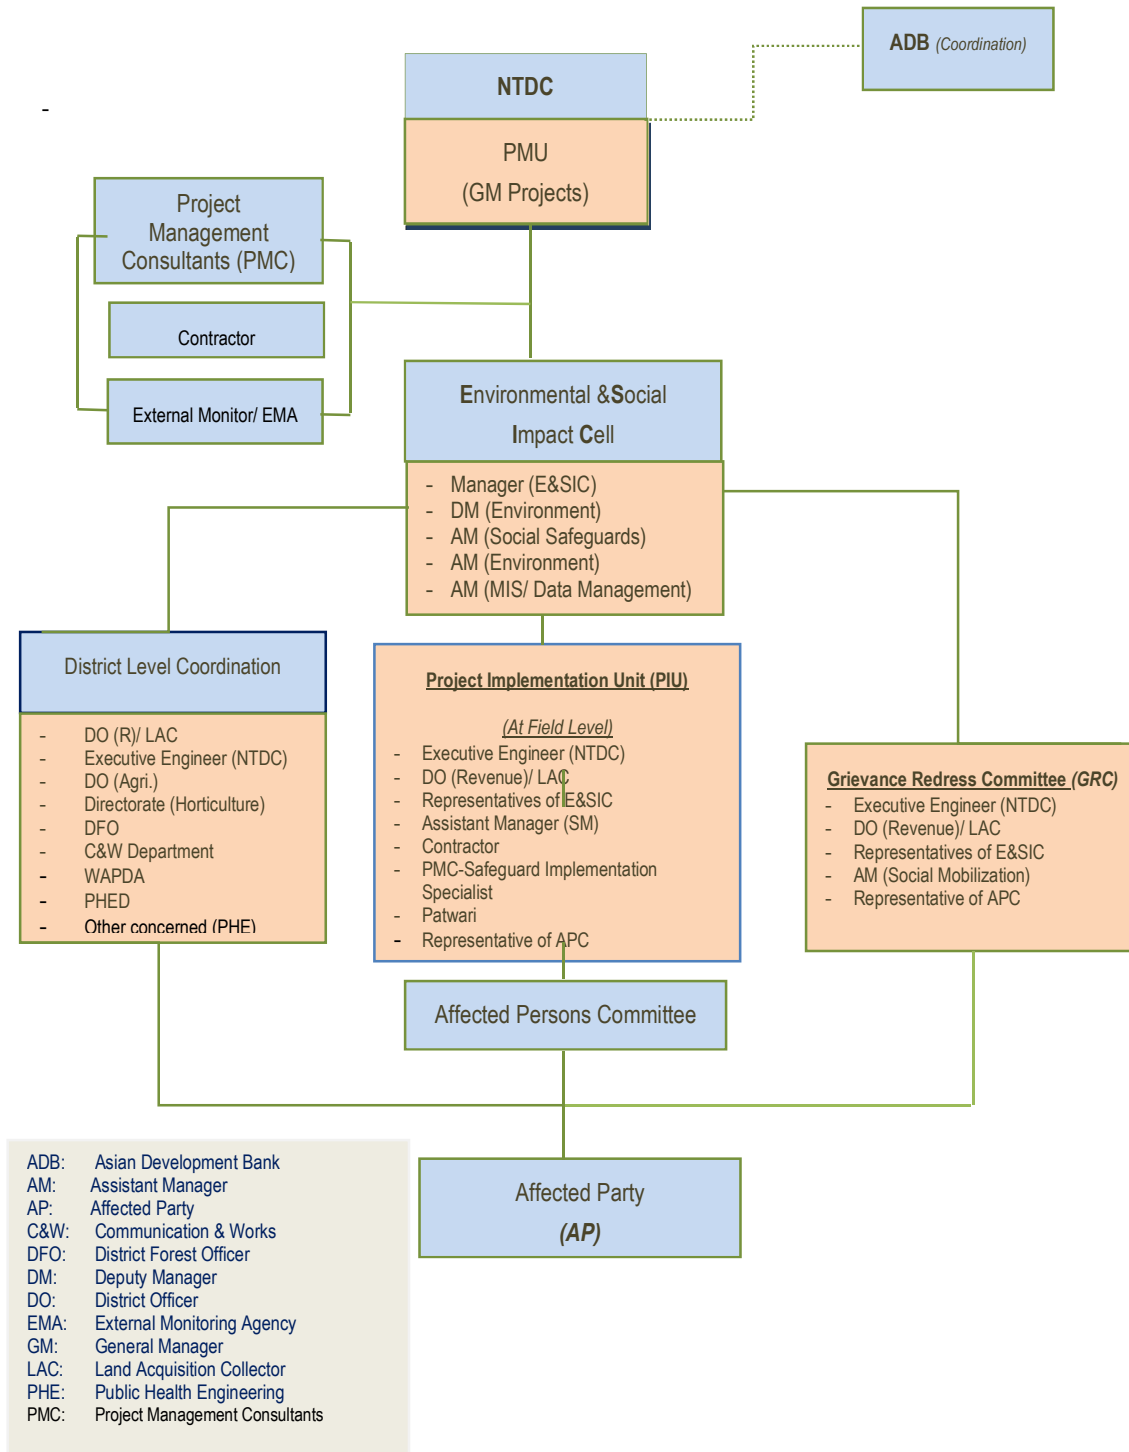 ADB (Coordination)
NTDC
-
PMU
(GM Projects)
Project
Management
Consultants (PMC)
Contractor
External Monitor/ EMA
Environmental &Social
Impact Cell
- Manager (E&SIC)
- DM (Environment)
- AM (Social Safeguards)
- AM (Environment)
- AM (MIS/ Data Management)
District Level Coordination
- DO (R)/ LAC
- Executive Engineer (NTDC)
- DO (Agri.)
- Directorate (Horticulture)
- DFO
- C&W Department
- WAPDA
- PHED
- Other concerned (PHE)
Project Implementation Unit (PIU)
(At Field Level)
- Executive Engineer (NTDC)
- DO (Revenue)/ LAC
- Representatives of E&SIC
- Assistant Manager (SM)
- Contractor
- PMC-Safeguard Implementation
Specialist
- Patwari
- Representative of APC
Grievance Redress Committee (GRC)
- Executive Engineer (NTDC)
- DO (Revenue)/ LAC
- Representatives of E&SIC
- AM (Social Mobilization)
- Representative of APC
Affected Persons Committee
Affected Party
(AP)
ADB: Asian Development Bank
AM: Assistant Manager
AP: Affected Party
C&W: Communication & Works
DFO: District Forest Officer
DM: Deputy Manager
DO: District Officer
EMA: External Monitoring Agency
GM: General Manager
LAC: Land Acquisition Collector
PHE: Public Health Engineering
PMC: Project Management Consultants